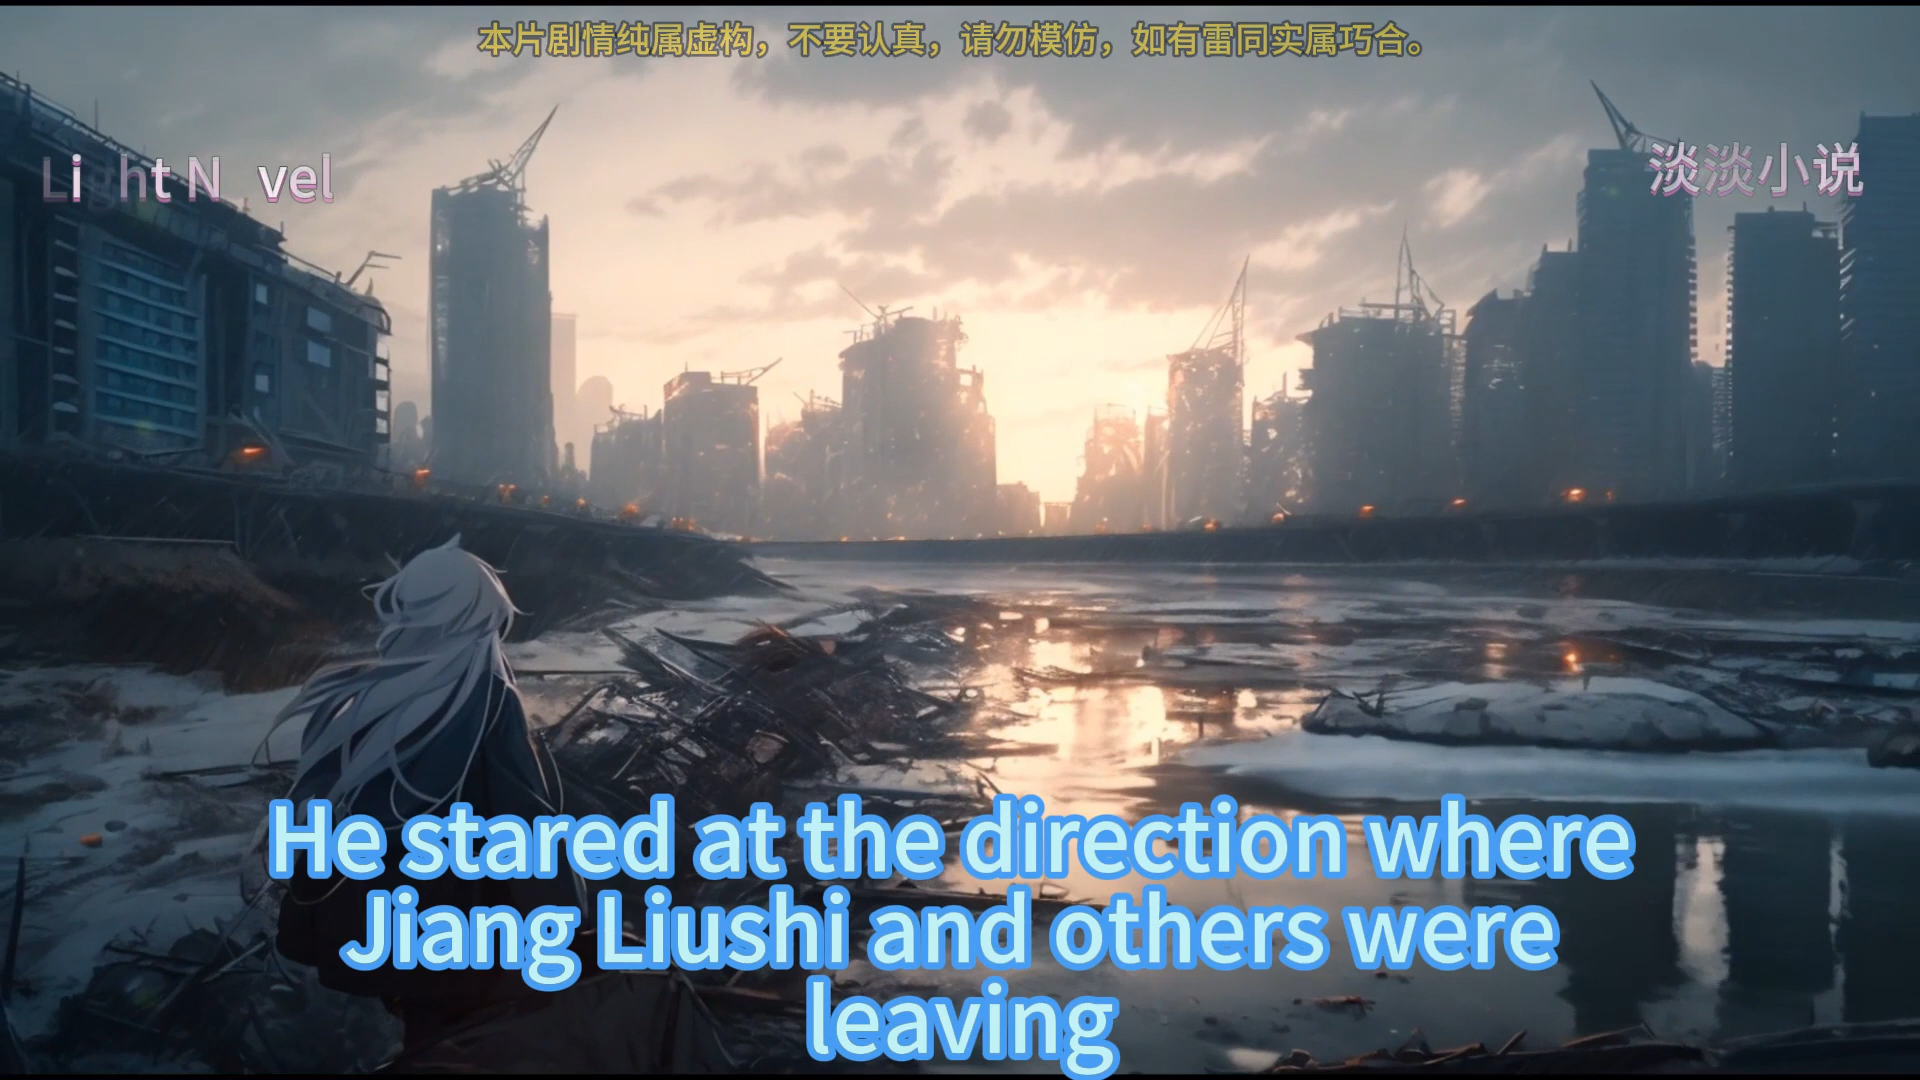 本片剧情纯属虚构，不要认真，请勿模仿，如有雷同实属巧合。
Light N vel
淡淡小说
He stared at the direction where
Jiang Liushi and others were
leaving